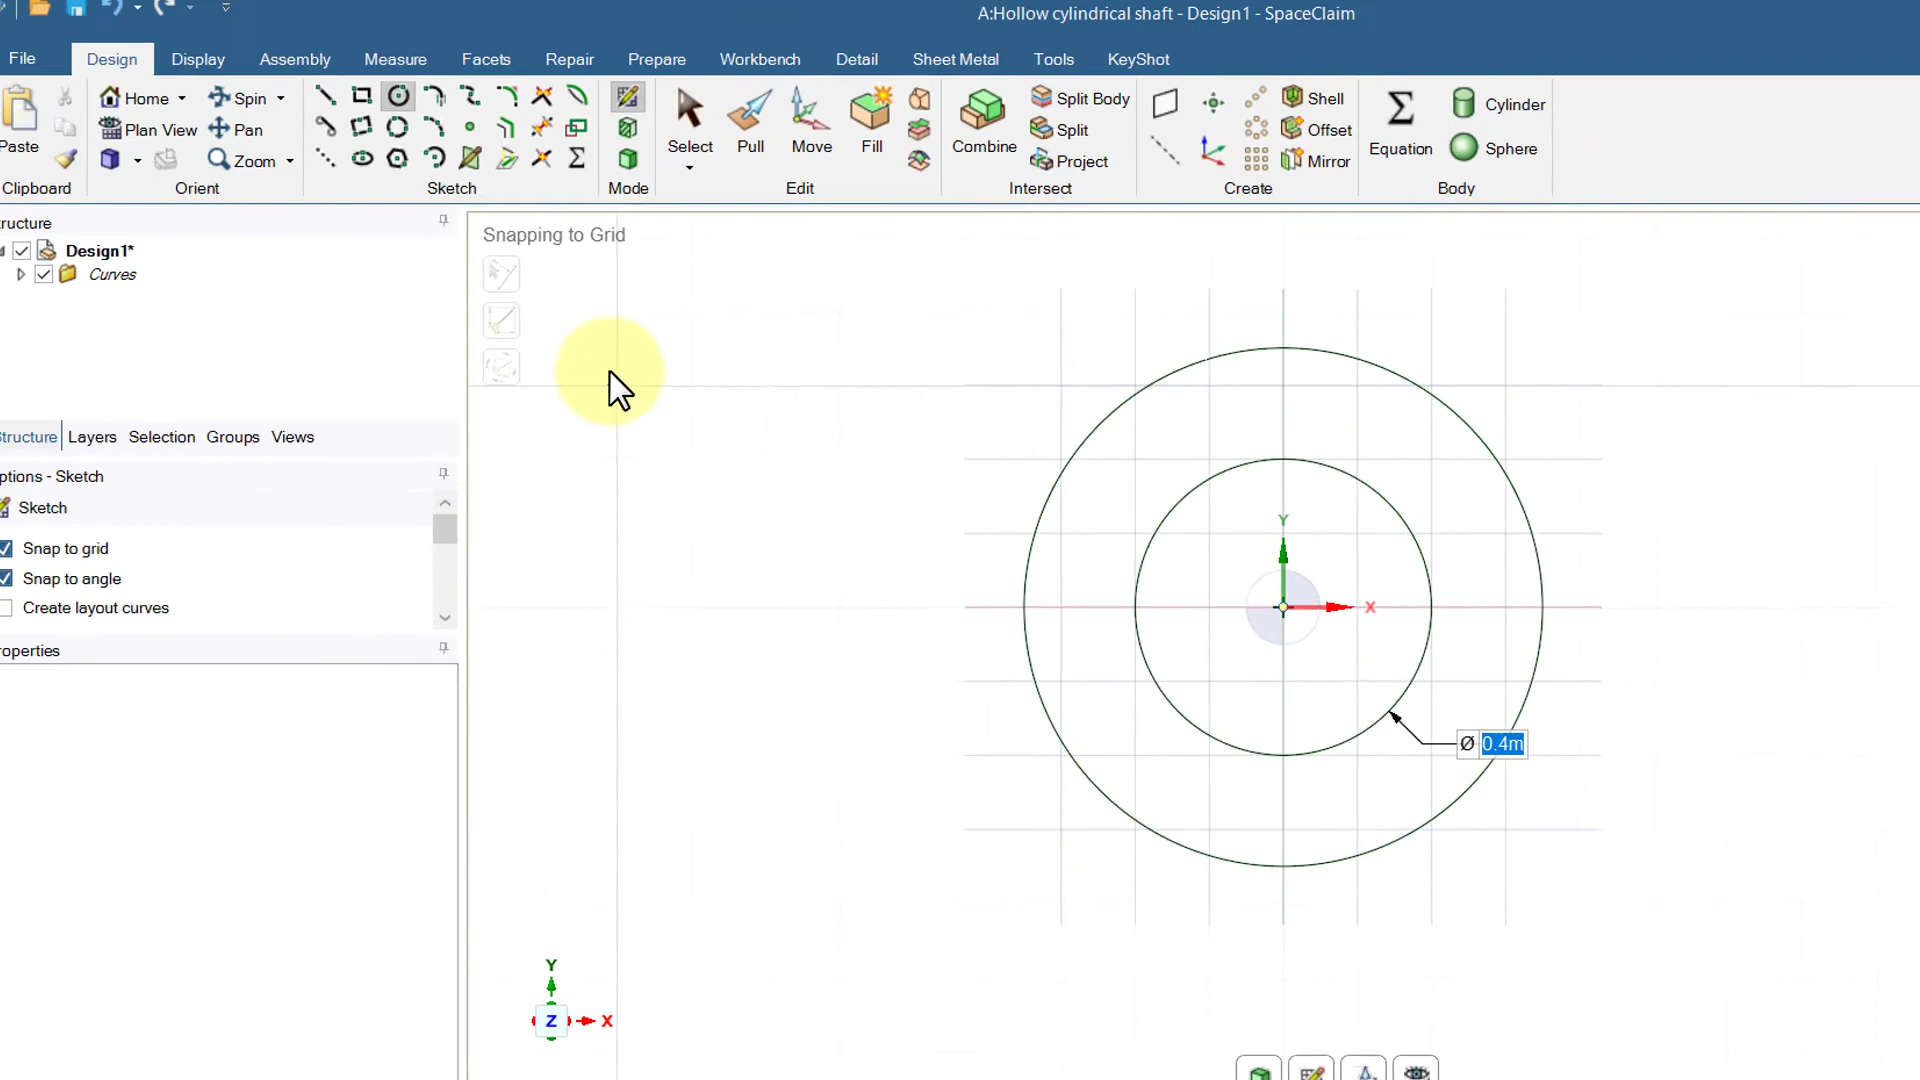 A:Hollow cylindrical shaft - Design1 - SpaceClaim
File Design Display Assembly Measure Facets Repair Prepare Workbench Detail Sheet Metal Tools KeyShot
Paste
Clipboard
Home Spin
Plan View Pan
Zoom
Orient
Sketch
Mode
Select Pull Move Fill
Edit
Combine Split Body
Split
Project
Intersect
Shell
Offset
Mirror
Create
Equation Cylinder
Sphere
Body
ructure
Design1*
Curves
Structure Layers Selection Groups Views
ptions - Sketch
Sketch
Snap to grid
Snap to angle
Create layout curves
roperties
Snapping to Grid
Y
X
Ø 0.4m
Y
Z X